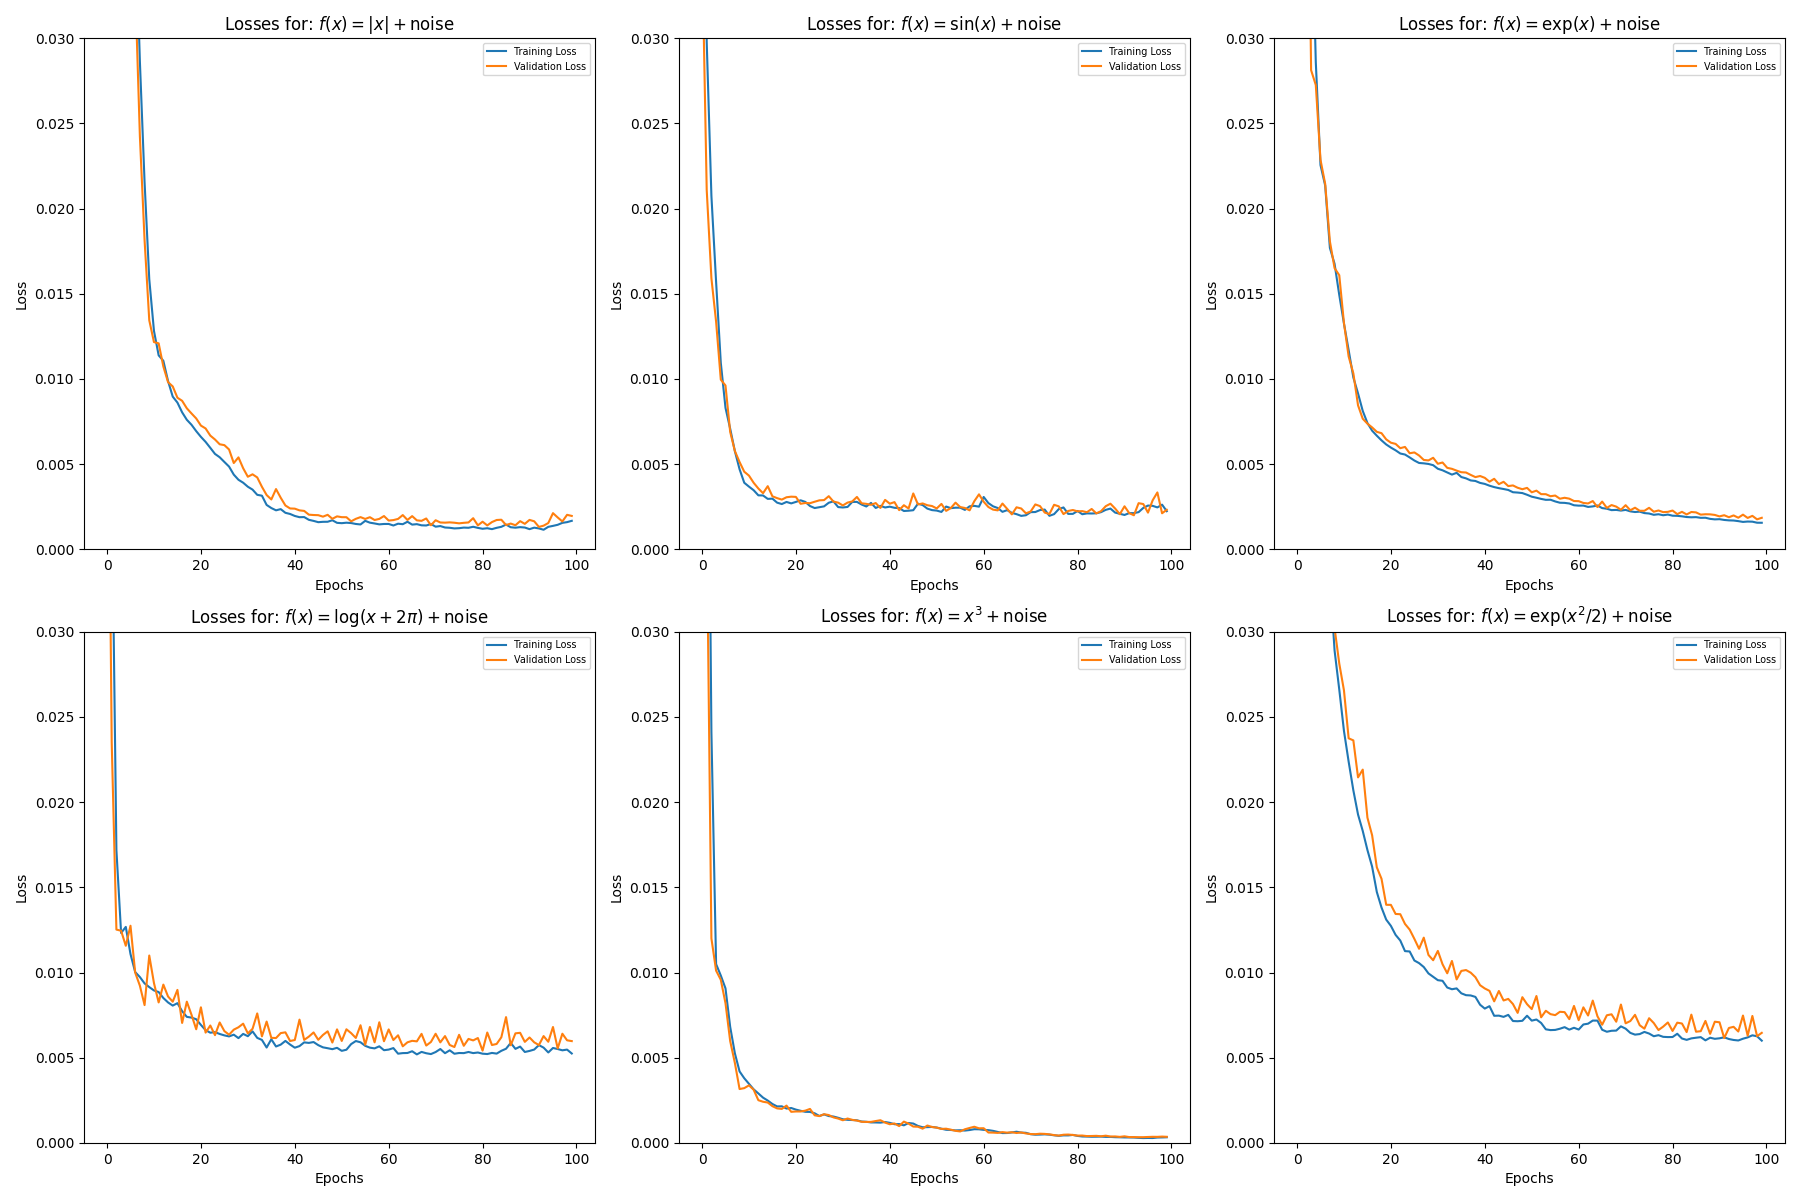 Losses for: f(x) = |x| + noise
Training Loss
Validation Loss
Loss
0.030
0.025
0.020
0.015
0.010
0.005
0.000
0 20 40 60 80 100
Epochs
Losses for: f(x) = sin(x) + noise
Training Loss
Validation Loss
Loss
0.030
0.025
0.020
0.015
0.010
0.005
0.000
0 20 40 60 80 100
Epochs
Losses for: f(x) = exp(x) + noise
Training Loss
Validation Loss
Loss
0.030
0.025
0.020
0.015
0.010
0.005
0.000
0 20 40 60 80 100
Epochs
Losses for: f(x) = log(x + 2π) + noise
Training Loss
Validation Loss
Loss
0.030
0.025
0.020
0.015
0.010
0.005
0.000
0 20 40 60 80 100
Epochs
Losses for: f(x) = x³ + noise
Training Loss
Validation Loss
Loss
0.030
0.025
0.020
0.015
0.010
0.005
0.000
0 20 40 60 80 100
Epochs
Losses for: f(x) = exp(x²/2) + noise
Training Loss
Validation Loss
Loss
0.030
0.025
0.020
0.015
0.010
0.005
0.000
0 20 40 60 80 100
Epochs